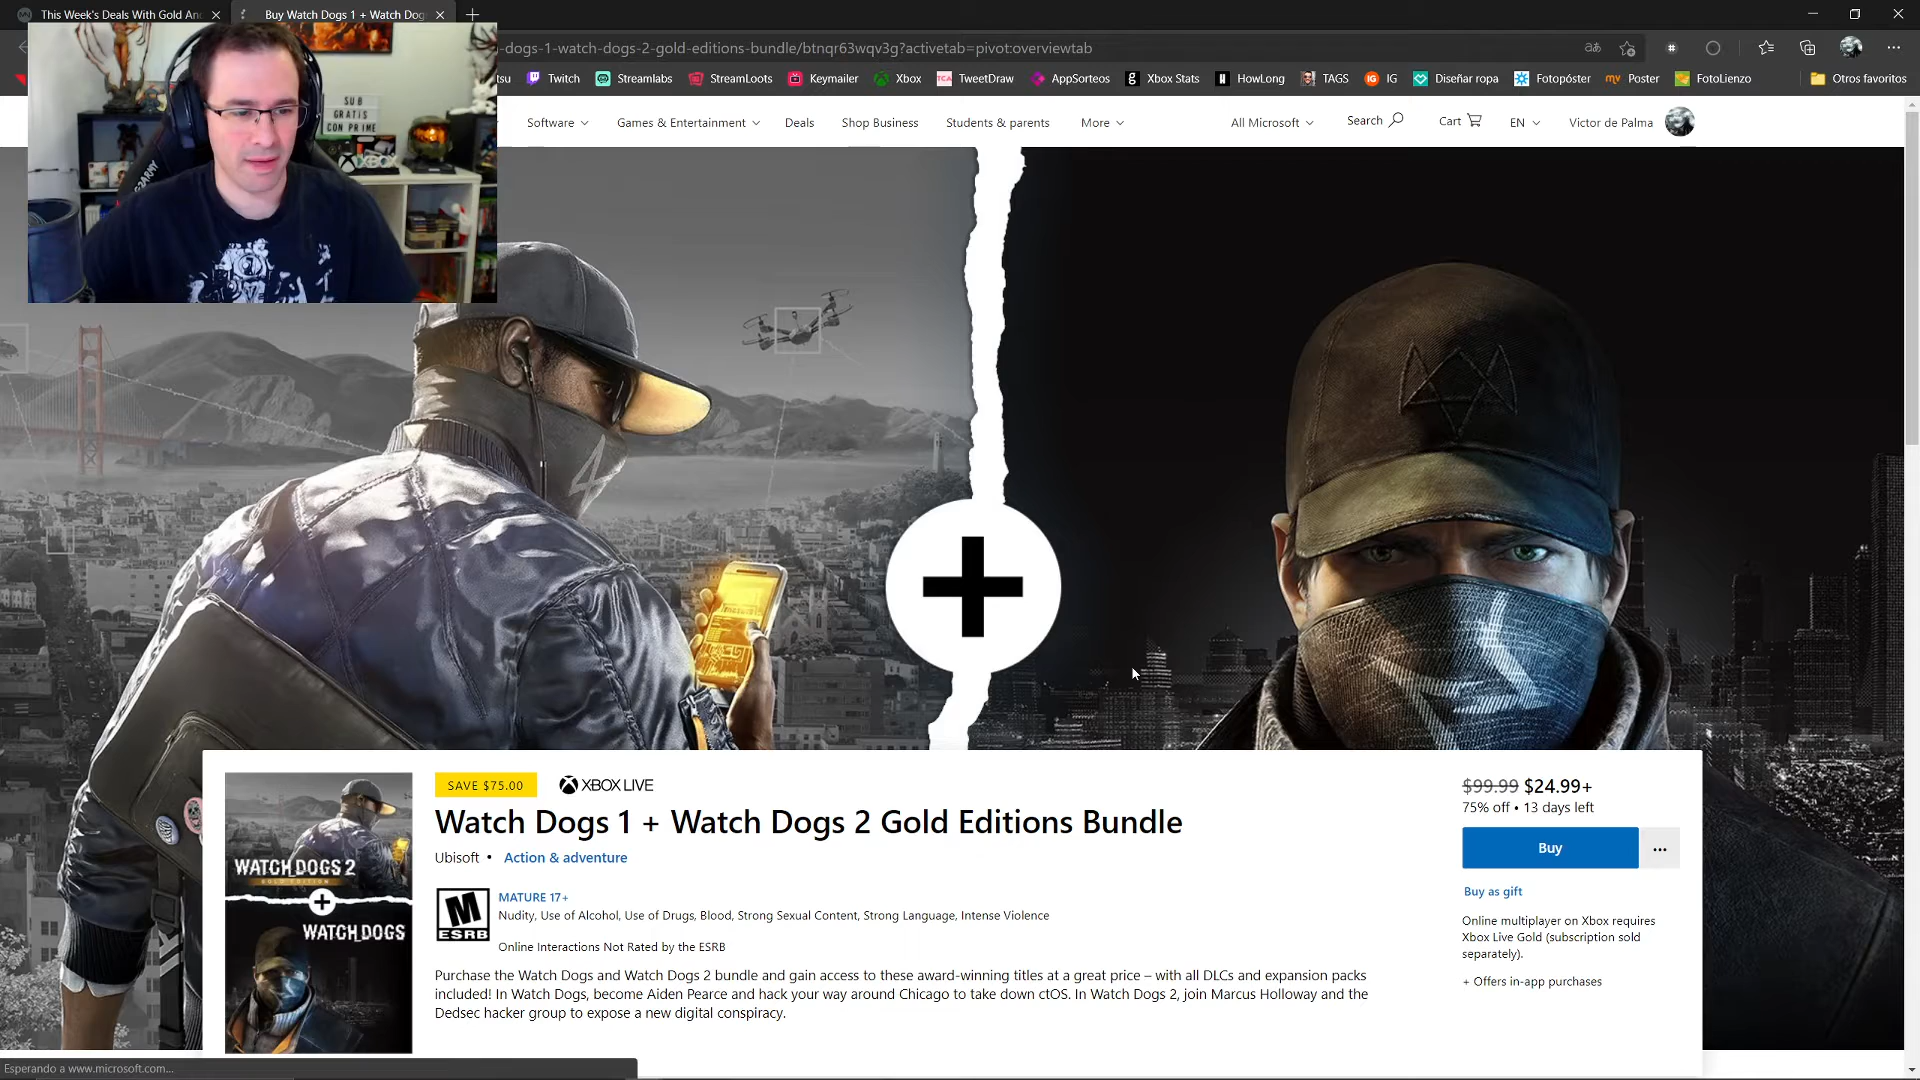 This Week's Deals With Gold An
Buy Watch Dogs 1 + Watch Dog
-dogs-1-watch-dogs-2-gold-editions-bundle/btnqr63wqv3g?activetab=pivot:overviewtab
Twitch
Streamlabs
StreamLoots
Keymailer
Xbox
TCA
TweetDraw
AppSorteos
Xbox Stats
HowLong
TAGS
IG
Diseñar ropa
Fotopóster
Poster
FotoLienzo
Otros favoritos
SUB
GRATIS
CON PRIME
XBOX
Software
Games & Entertainment
Deals
Shop Business
Students & parents
More
All Microsoft
Search
Cart
EN
Victor de Palma
WATCH_DOGS 2
GOLD EDITION
+
WATCH_DOGS
SAVE $75.00
XBOX LIVE
Watch Dogs 1 + Watch Dogs 2 Gold Editions Bundle
Ubisoft • Action & adventure
M
ESRB
MATURE 17+
Nudity, Use of Alcohol, Use of Drugs, Blood, Strong Sexual Content, Strong Language, Intense Violence
Online Interactions Not Rated by the ESRB
Purchase the Watch Dogs and Watch Dogs 2 bundle and gain access to these award-winning titles at a great price – with all DLCs and expansion packs
included! In Watch Dogs, become Aiden Pearce and hack your way around Chicago to take down ctOS. In Watch Dogs 2, join Marcus Holloway and the
Dedsec hacker group to expose a new digital conspiracy.
$99.99 $24.99+
75% off • 13 days left
Buy
Buy as gift
Online multiplayer on Xbox requires
Xbox Live Gold (subscription sold
separately).
+ Offers in-app purchases
Esperando a www.microsoft.com...